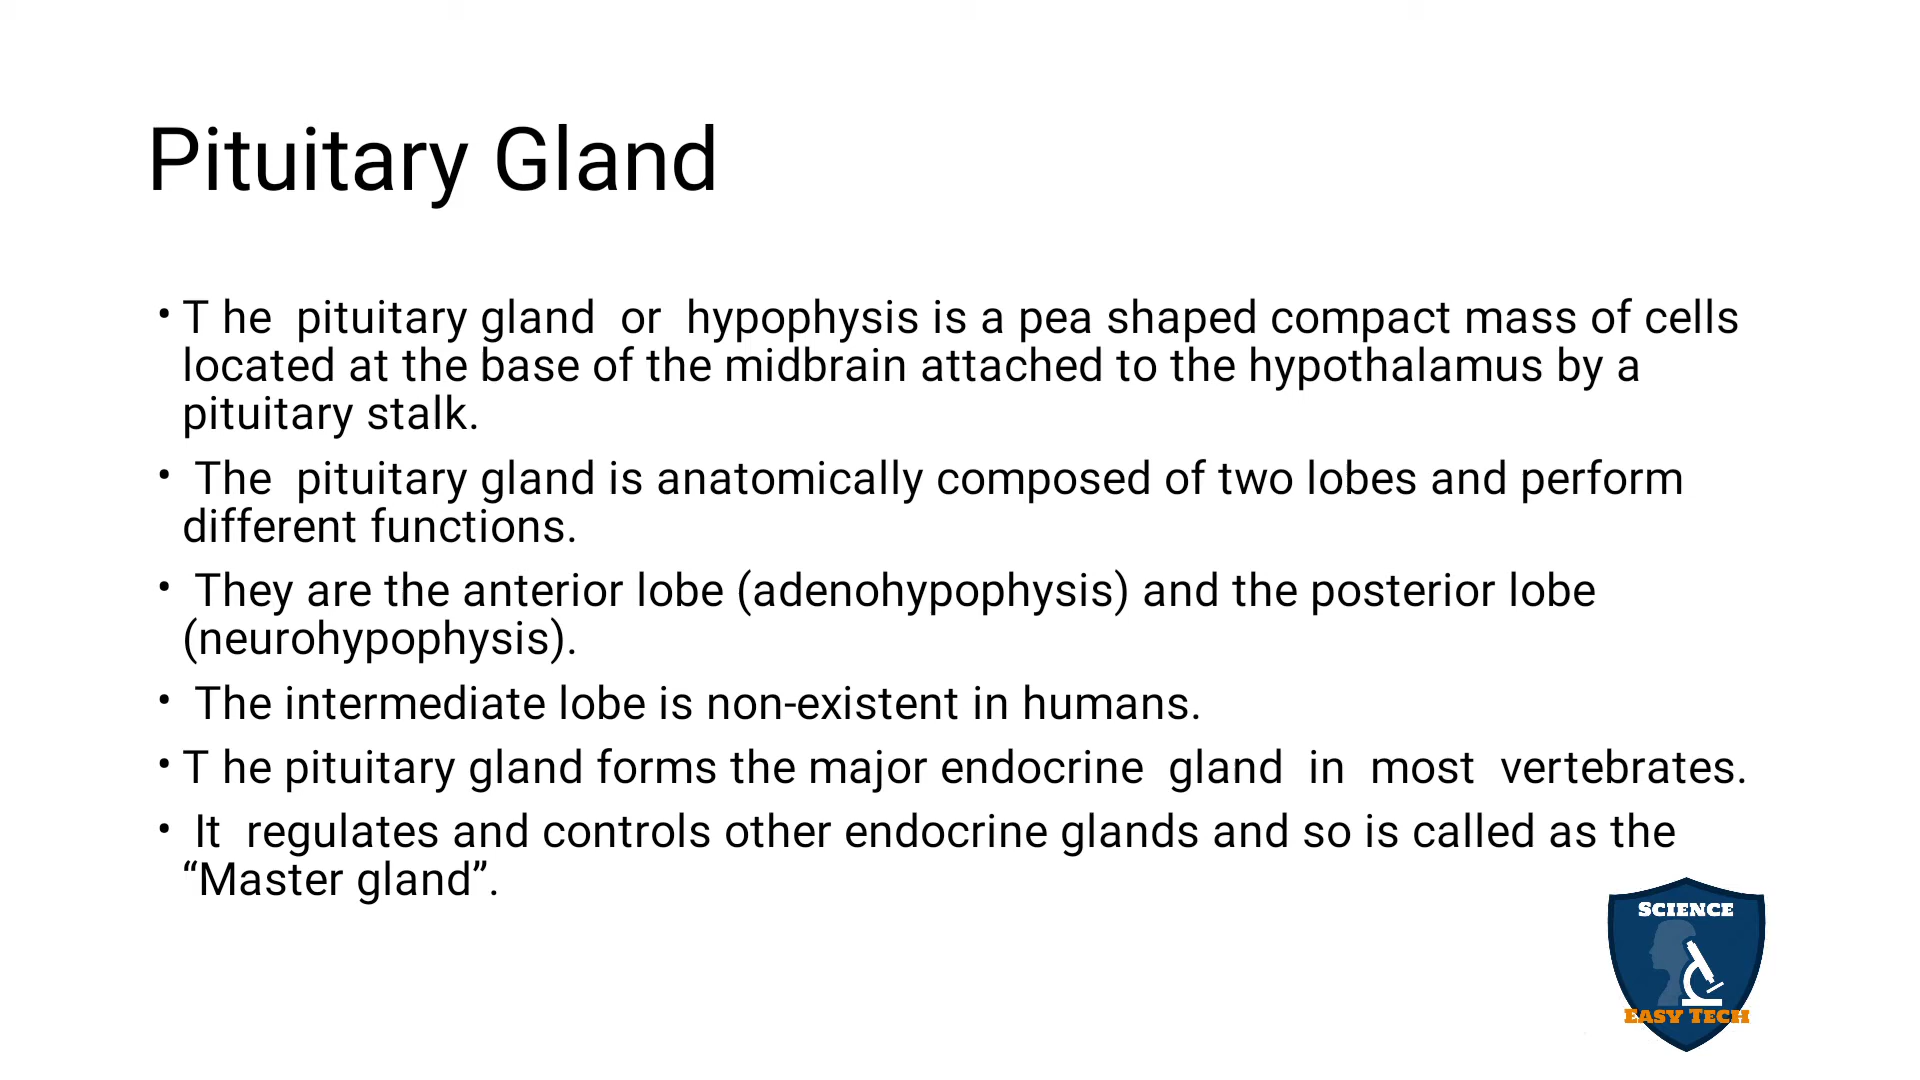 Pituitary Gland
• T he  pituitary gland  or  hypophysis is a pea shaped compact mass of cells
located at the base of the midbrain attached to the hypothalamus by a
pituitary stalk.
•  The  pituitary gland is anatomically composed of two lobes and perform
different functions.
•  They are the anterior lobe (adenohypophysis) and the posterior lobe
(neurohypophysis).
•  The intermediate lobe is non-existent in humans.
• T he pituitary gland forms the major endocrine  gland  in  most  vertebrates.
•  It  regulates and controls other endocrine glands and so is called as the
“Master gland”.
SCIENCE
EASY TECH